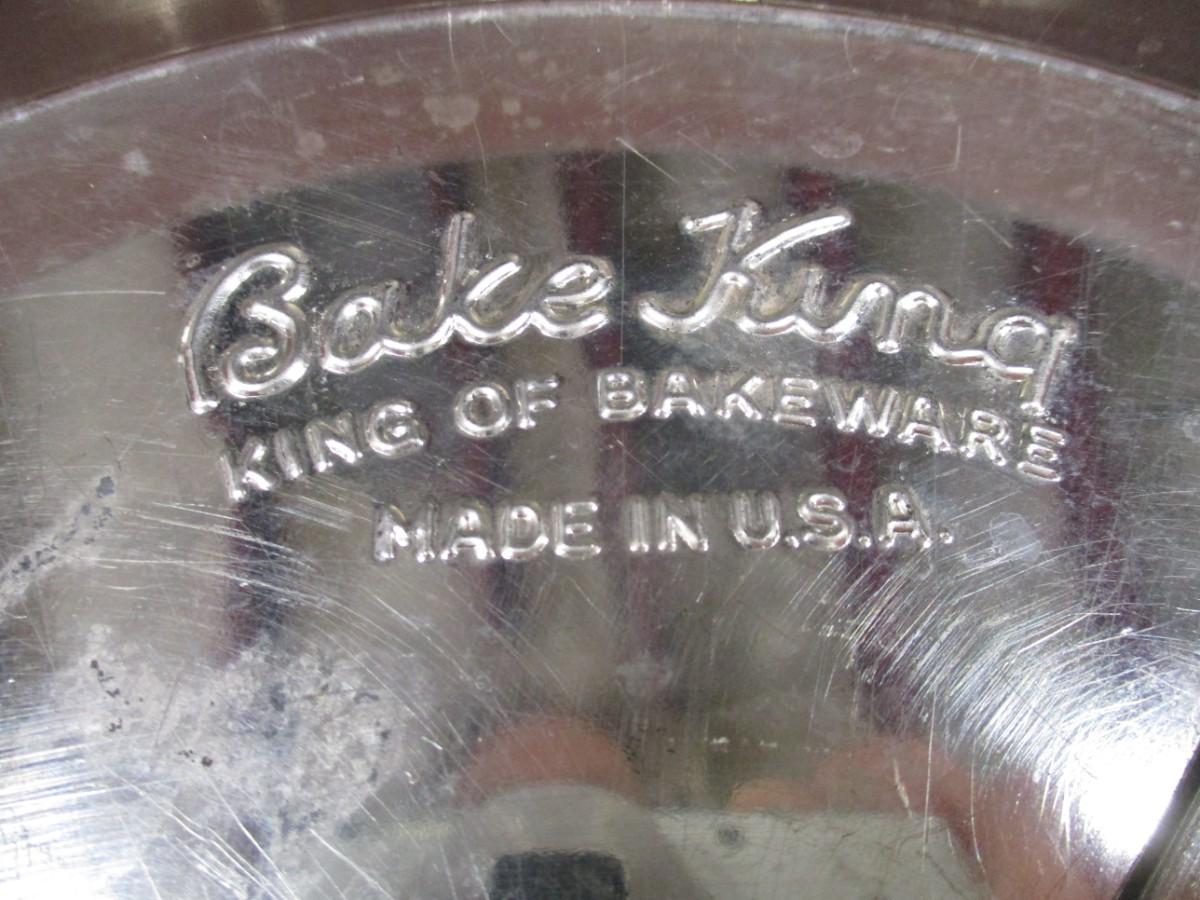 Bake King
KING OF BAKEWARE
MADE IN U.S.A.